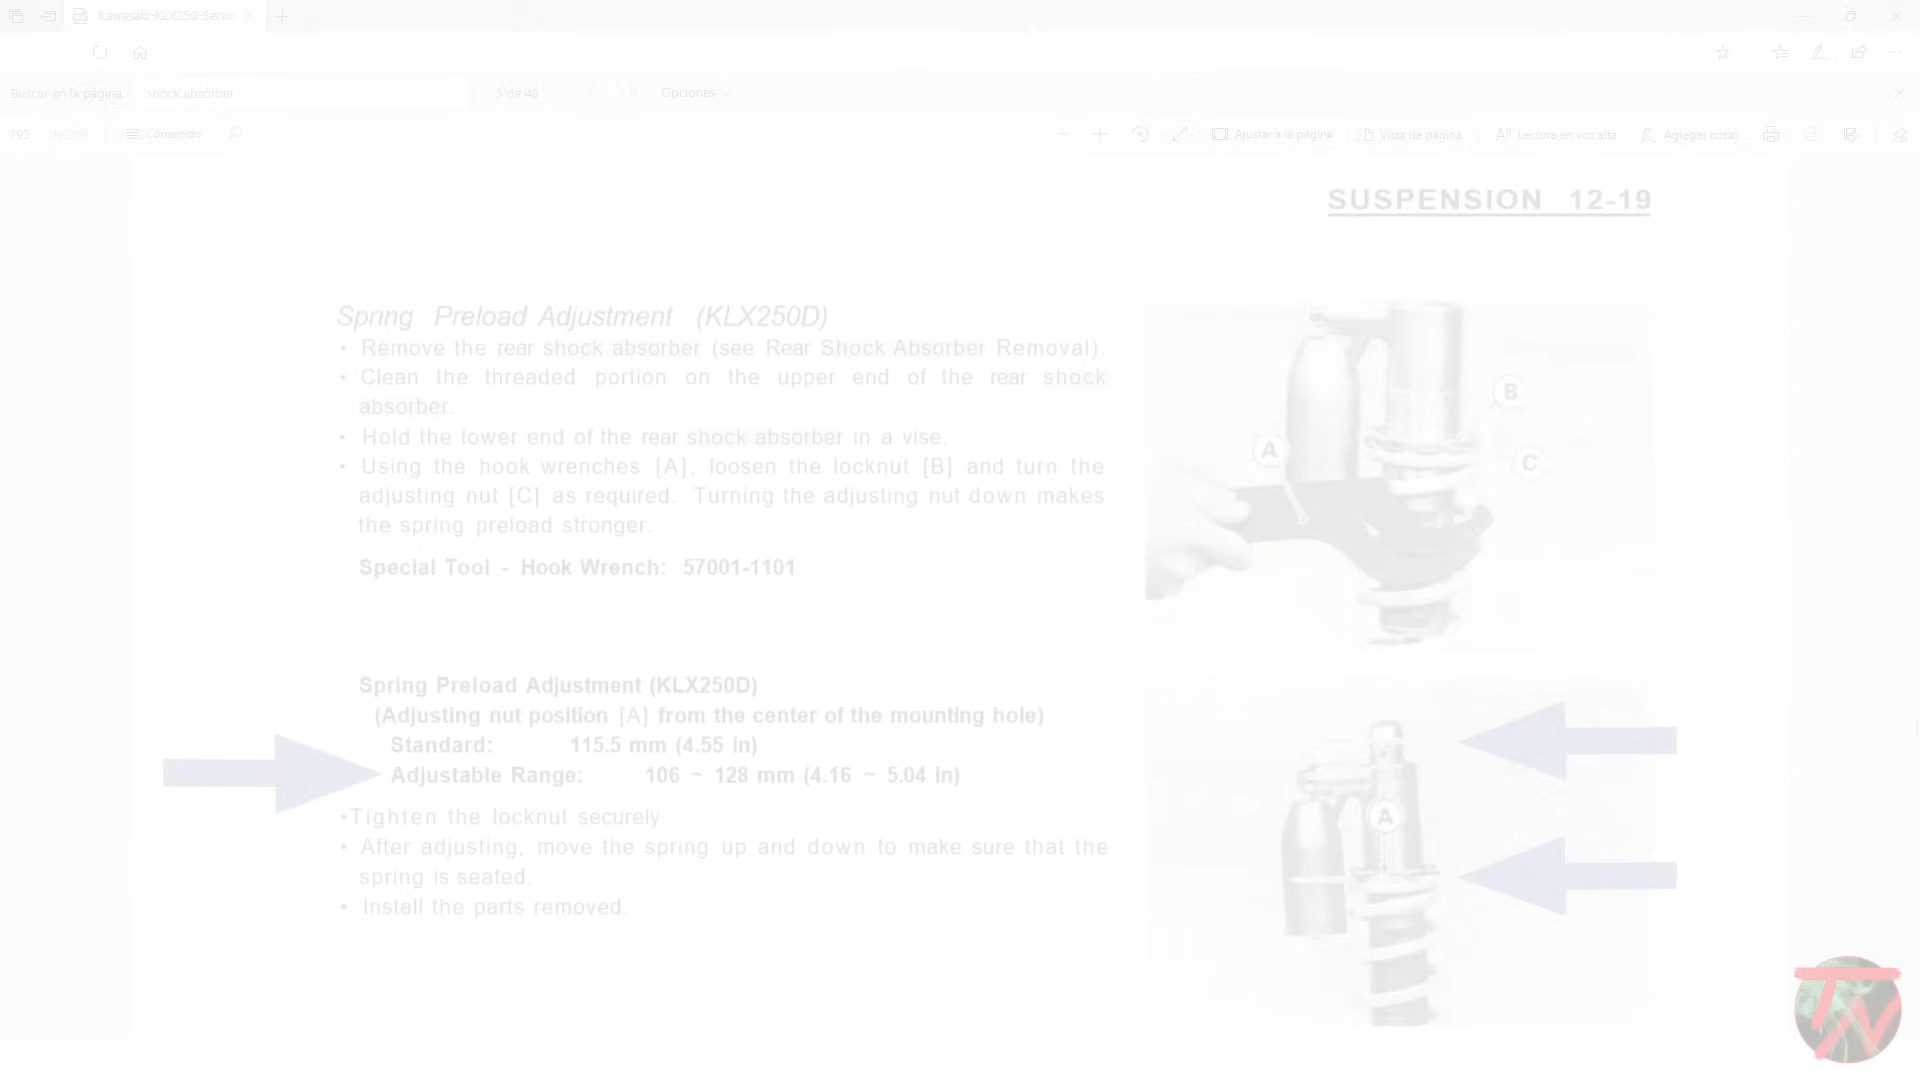 Kawasaki-KLX250-Servi
Buscar en la página
shock absorber
5 de 48
Opciones
193
Contenido
Ajustar a la página
Vista de página
Lectura en voz alta
Agregar notas
SUSPENSION 12-19
Spring Preload Adjustment (KLX250D)
• Remove the rear shock absorber (see Rear Shock Absorber Removal).
• Clean the threaded portion on the upper end of the rear shock
absorber.
• Hold the lower end of the rear shock absorber in a vise.
• Using the hook wrenches [A], loosen the locknut [B] and turn the
adjusting nut [C] as required. Turning the adjusting nut down makes
the spring preload stronger.
Special Tool - Hook Wrench: 57001-1101
A
B
C
Spring Preload Adjustment (KLX250D)
(Adjusting nut position [A] from the center of the mounting hole)
Standard: 115.5 mm (4.55 in)
Adjustable Range: 106 ~ 128 mm (4.16 ~ 5.04 in)
•Tighten the locknut securely
• After adjusting, move the spring up and down to make sure that the
spring is seated.
• Install the parts removed.
A